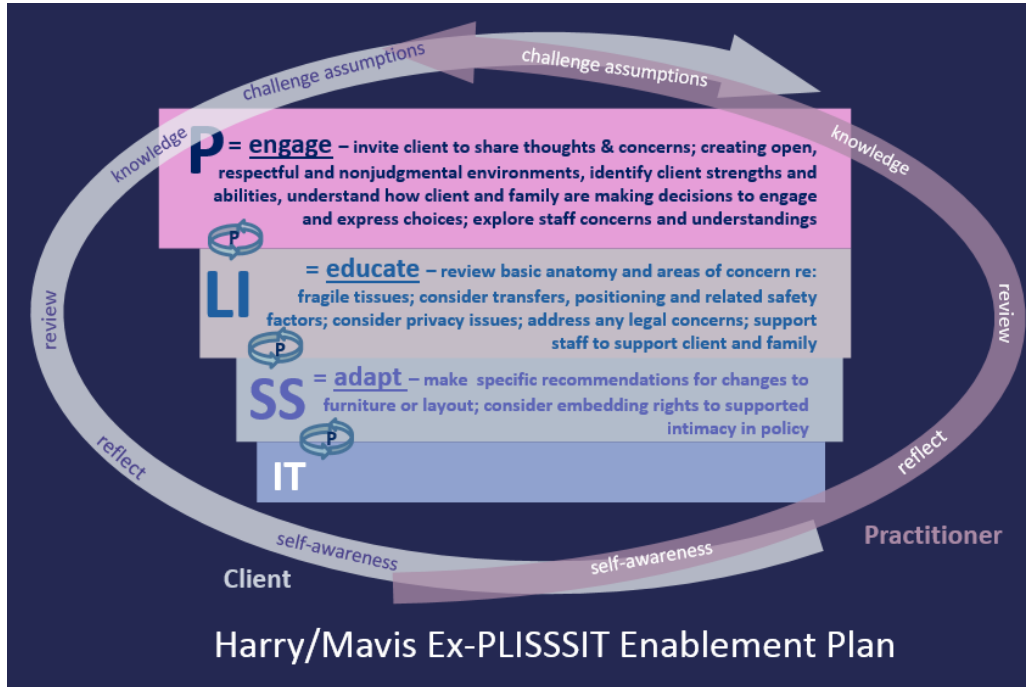 challenge assumptions
challenge assumptions
knowledge
knowledge
P = engage – invite client to share thoughts & concerns; creating open,
respectful and nonjudgmental environments, identify client strengths and
abilities, understand how client and family are making decisions to engage
and express choices; explore staff concerns and understandings
P
LI = educate – review basic anatomy and areas of concern re:
fragile tissues; consider transfers, positioning and related safety
factors; consider privacy issues; address any legal concerns; support
staff to support client and family
review
review
P
SS = adapt – make specific recommendations for changes to
furniture or layout; consider embedding rights to supported
intimacy in policy
P
IT
reflect
reflect
self-awareness
self-awareness
Client
Practitioner
Harry/Mavis Ex-PLISSSIT Enablement Plan